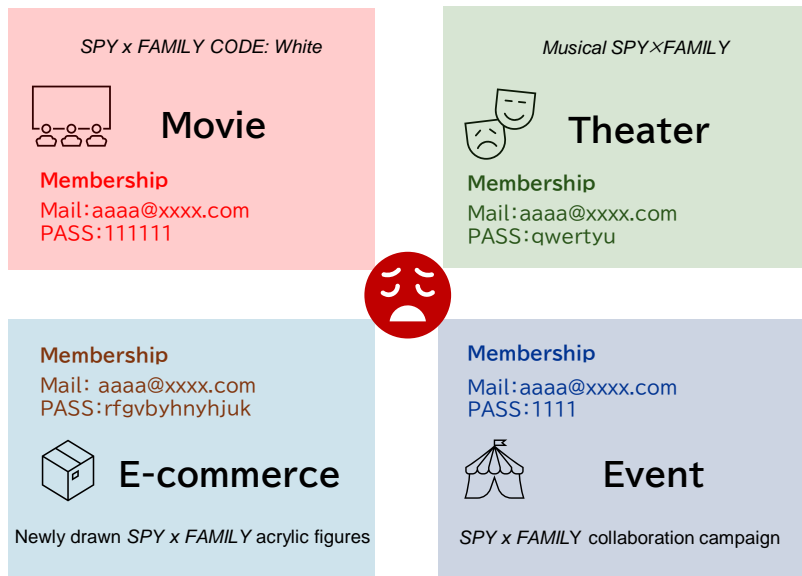 SPY x FAMILY CODE: White
Movie
Membership
Mail:aaaa@xxxx.com
PASS:111111
Musical SPY×FAMILY
Theater
Membership
Mail:aaaa@xxxx.com
PASS:qwertyu
Membership
Mail: aaaa@xxxx.com
PASS:rfgvbyhnyhjuk
E-commerce
Newly drawn SPY x FAMILY acrylic figures
Membership
Mail:aaaa@xxxx.com
PASS:1111
Event
SPY x FAMILY collaboration campaign